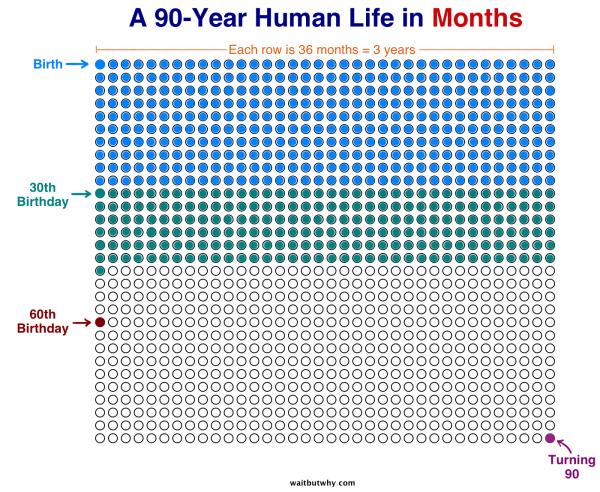 A 90-Year Human Life in Months
Each row is 36 months = 3 years
Birth
30th
Birthday
60th
Birthday
Turning
90
waitbutwhy.com